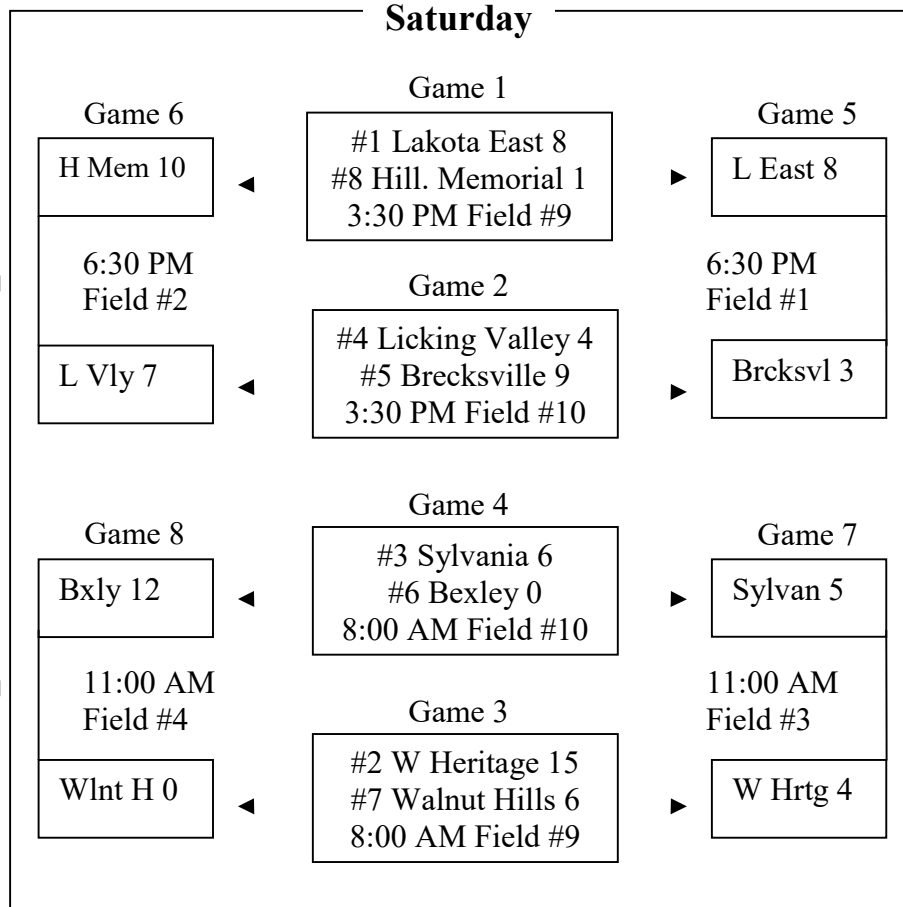 Saturday
Game 1
Game 6
Game 5
#1 Lakota East 8
#8 Hill. Memorial 1
3:30 PM Field #9
H Mem 10
L East 8
6:30 PM
Field #2
6:30 PM
Field #1
Game 2
#4 Licking Valley 4
#5 Brecksville 9
3:30 PM Field #10
L Vly 7
Brcksvl 3
Game 4
Game 8
Game 7
#3 Sylvania 6
#6 Bexley 0
8:00 AM Field #10
Bxly 12
Sylvan 5
11:00 AM
Field #4
11:00 AM
Field #3
Game 3
#2 W Heritage 15
#7 Walnut Hills 6
8:00 AM Field #9
Wlnt H 0
W Hrtg 4